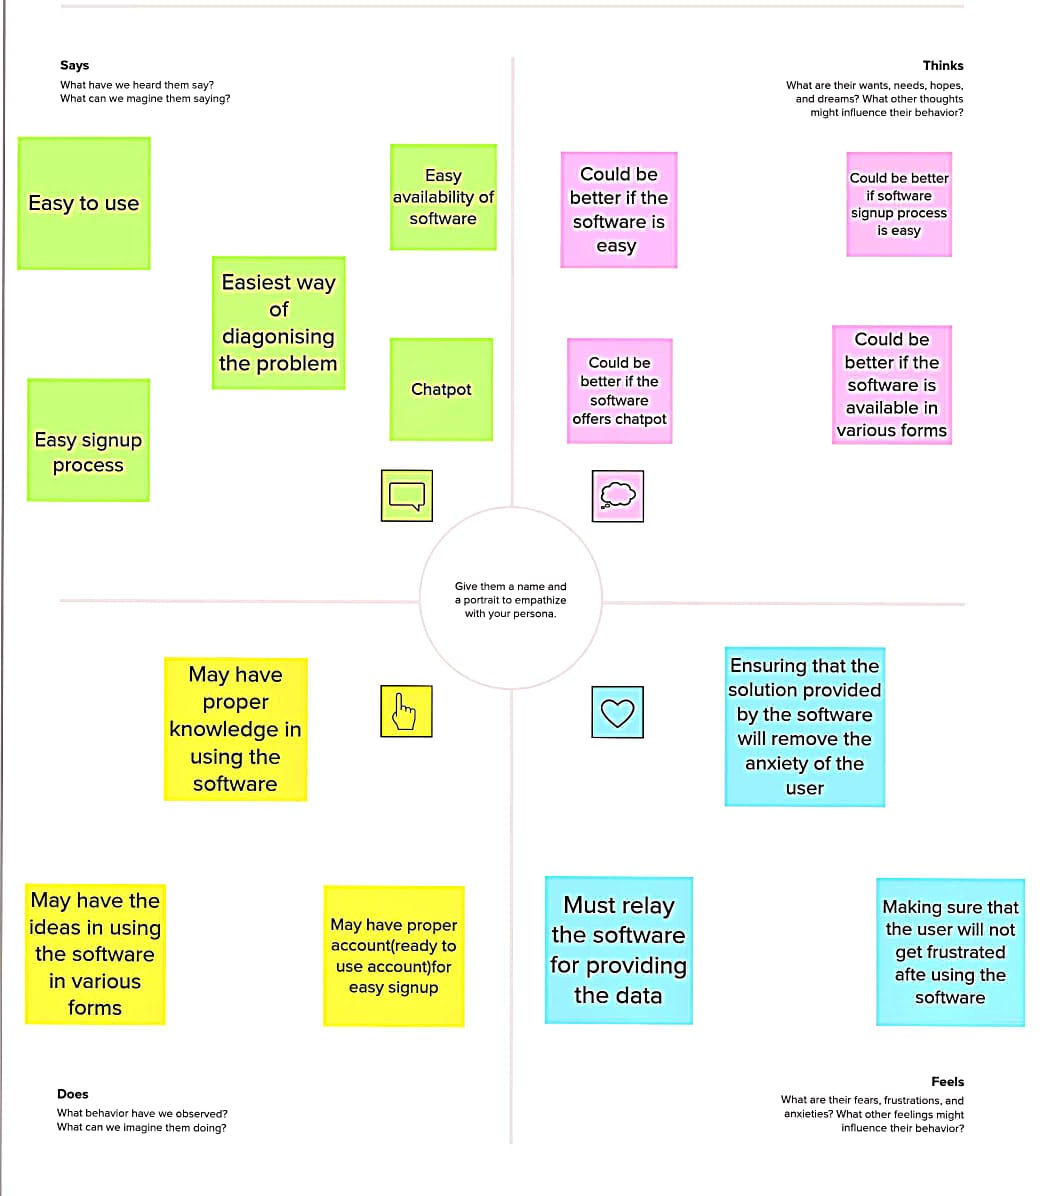 Says
What have we heard them say?
What can we magine them saying?
Thinks
What are their wants, needs, hopes,
and dreams? What other thoughts
might influence their behavior?
Easy to use
Easy
availability of
software
Easiest way
of
diagonising
the problem
Chatpot
Easy signup
process
Could be
better if the
software is
easy
Could be better
if software
signup process
is easy
Could be
better if the
software
offers chatpot
Could be
better if the
software is
available in
various forms
Give them a name and
a portrait to empathize
with your persona.
May have
proper
knowledge in
using the
software
May have the
ideas in using
the software
in various
forms
May have proper
account(ready to
use account)for
easy signup
Ensuring that the
solution provided
by the software
will remove the
anxiety of the
user
Must relay
the software
for providing
the data
Making sure that
the user will not
get frustrated
afte using the
software
Does
What behavior have we observed?
What can we imagine them doing?
Feels
What are their fears, frustrations, and
anxieties? What other feelings might
influence their behavior?